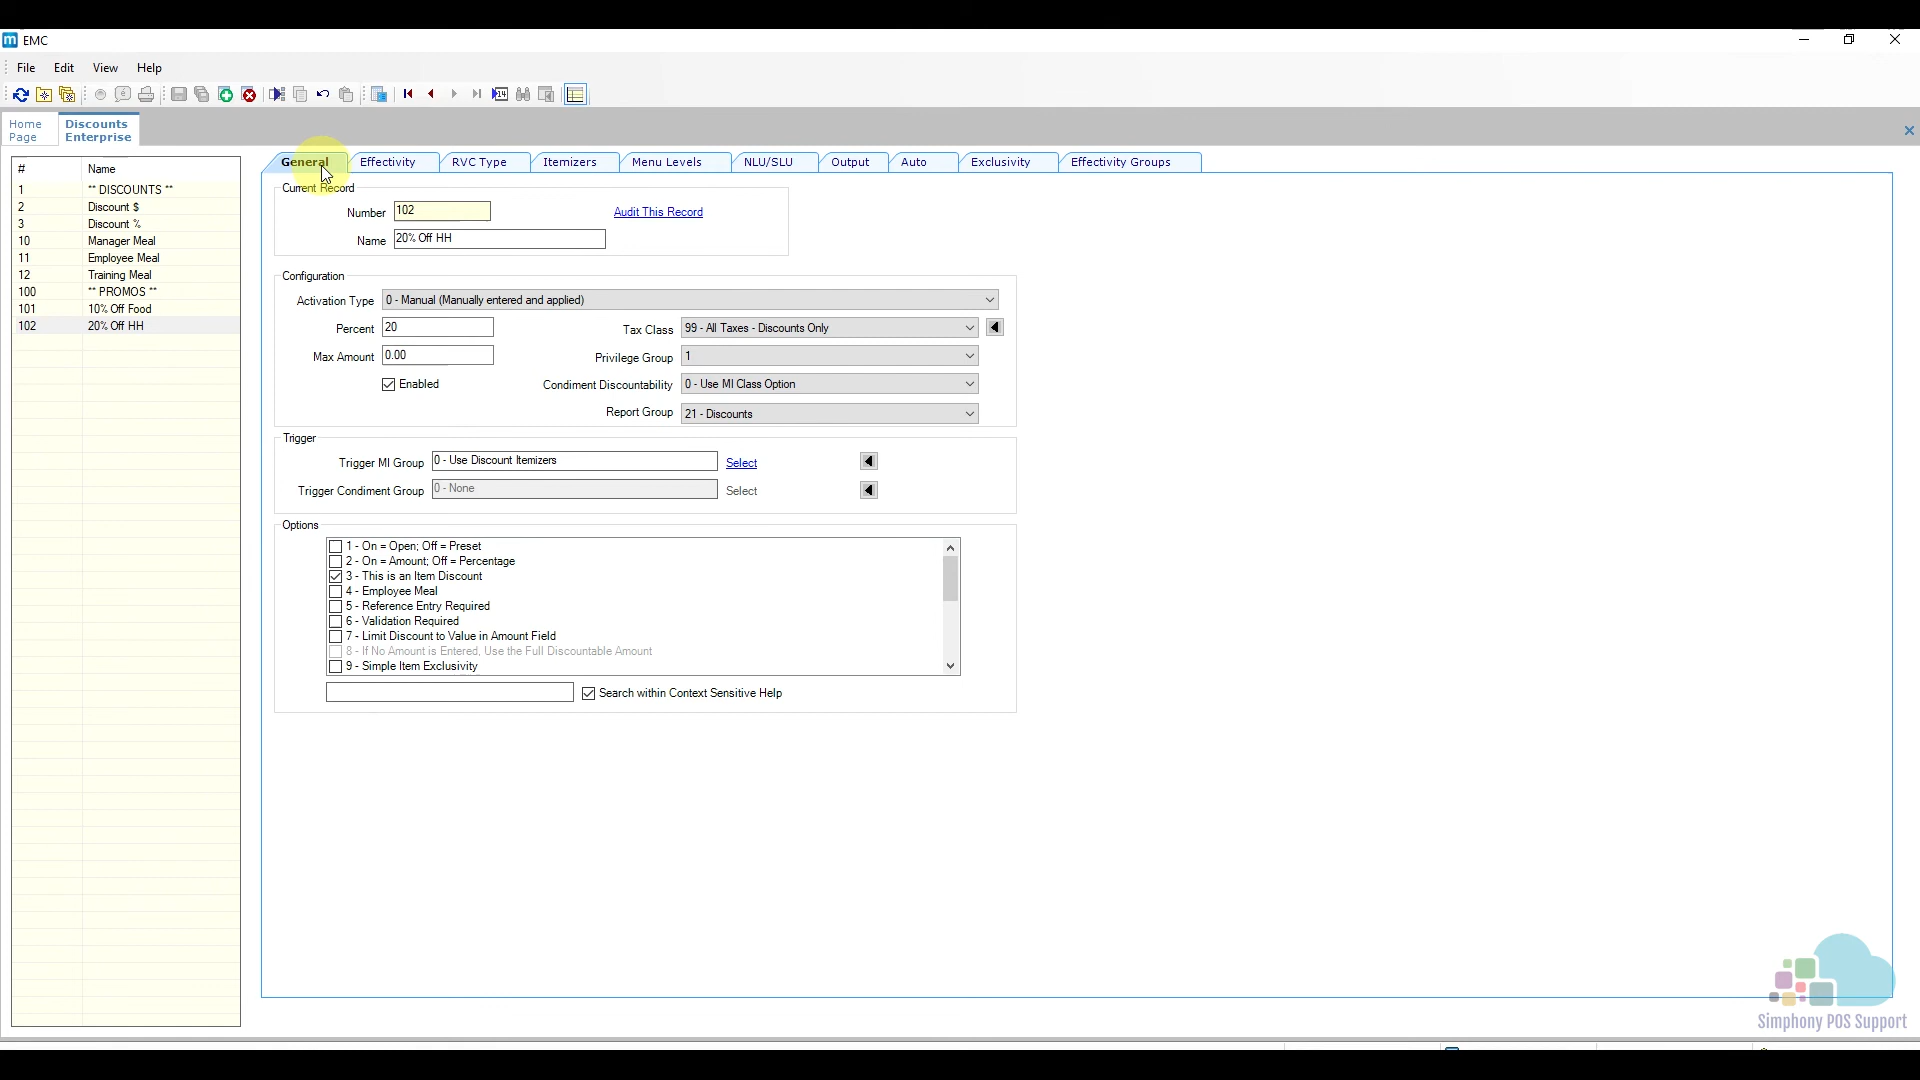 EMC
File Edit View Help
Home Page
Discounts Enterprise
# Name
1 ** DISCOUNTS **
2 Discount $
3 Discount %
10 Manager Meal
11 Employee Meal
12 Training Meal
100 ** PROMOS **
101 10% Off Food
102 20% Off HH
General Effectivity RVC Type Itemizers Menu Levels NLU/SLU Output Auto Exclusivity Effectivity Groups
Current Record
Number 102 Audit This Record
Name 20% Off HH
Configuration
Activation Type 0 - Manual (Manually entered and applied)
Percent 20 Tax Class 99 - All Taxes - Discounts Only
Max Amount 0.00 Privilege Group 1
Enabled Condiment Discountability 0 - Use MI Class Option
Report Group 21 - Discounts
Trigger
Trigger MI Group 0 - Use Discount Itemizers Select
Trigger Condiment Group 0 - None Select
Options
1 - On = Open; Off = Preset
2 - On = Amount; Off = Percentage
3 - This is an Item Discount
4 - Employee Meal
5 - Reference Entry Required
6 - Validation Required
7 - Limit Discount to Value in Amount Field
8 - If No Amount is Entered, Use the Full Discountable Amount
9 - Simple Item Exclusivity
Search within Context Sensitive Help
Simphony POS Support